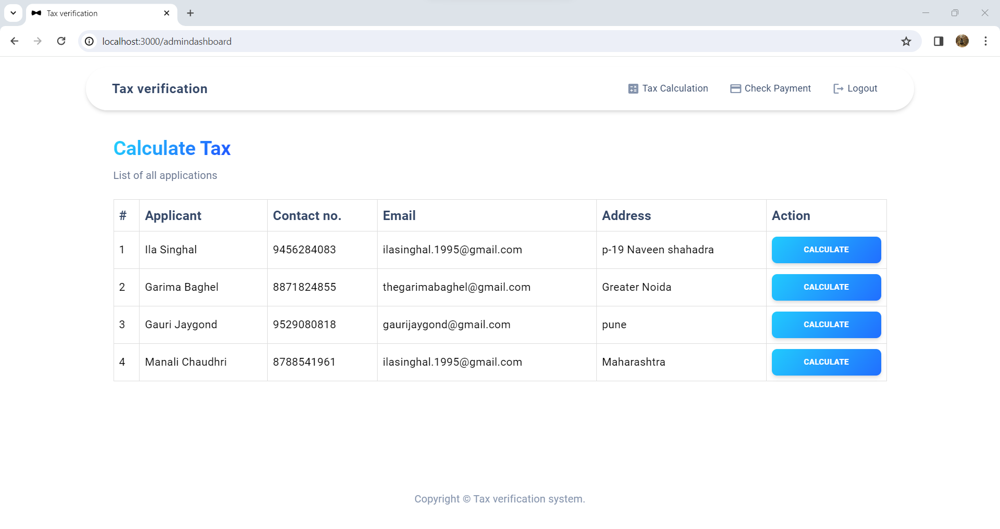 Tax verification
localhost:3000/admindashboard
Tax verification Tax Calculation Check Payment Logout
Calculate Tax
List of all applications
# Applicant Contact no. Email Address Action
1 Ila Singhal 9456284083 ilasinghal.1995@gmail.com p-19 Naveen shahadra CALCULATE
2 Garima Baghel 8871824855 thegarimabaghel@gmail.com Greater Noida CALCULATE
3 Gauri Jaygond 9529080818 gaurijaygond@gmail.com pune CALCULATE
4 Manali Chaudhri 8788541961 ilasinghal.1995@gmail.com Maharashtra CALCULATE
Copyright © Tax verification system.